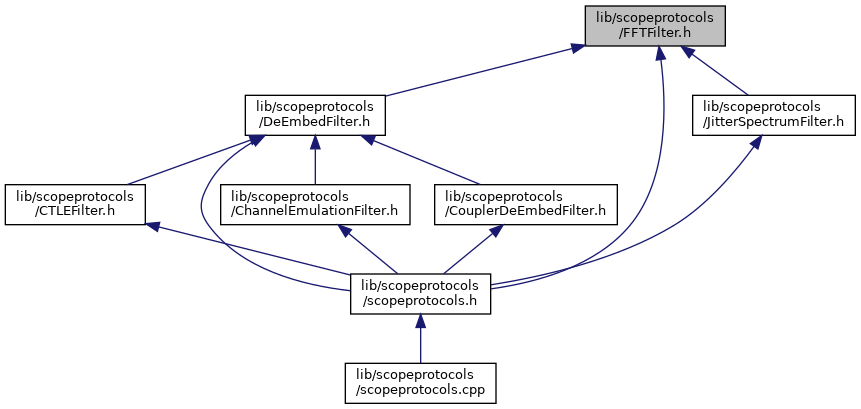 lib/scopeprotocols
/FFTFilter.h
lib/scopeprotocols
/DeEmbedFilter.h
lib/scopeprotocols
/JitterSpectrumFilter.h
lib/scopeprotocols
/CTLEFilter.h
lib/scopeprotocols
/ChannelEmulationFilter.h
lib/scopeprotocols
/CouplerDeEmbedFilter.h
lib/scopeprotocols
/scopeprotocols.h
lib/scopeprotocols
/scopeprotocols.cpp